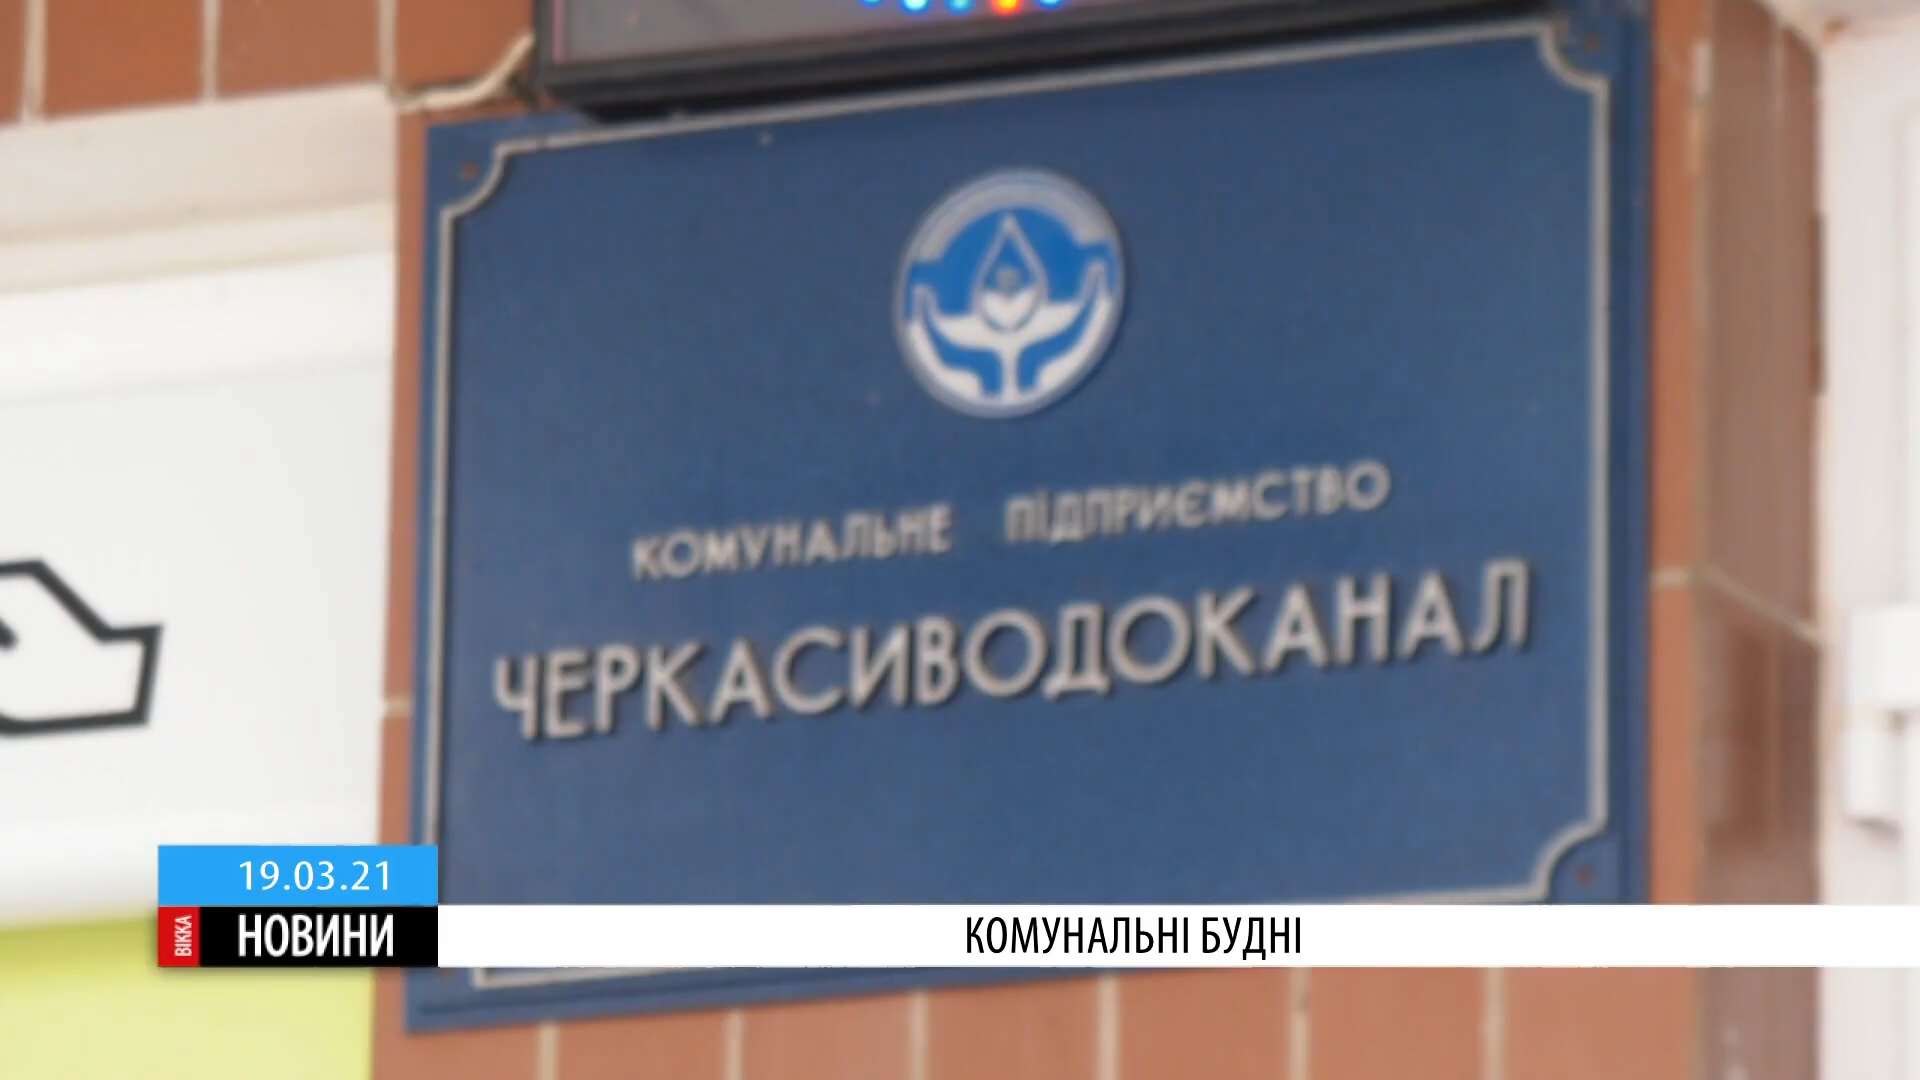 КОМУНАЛЬНЕ ПІДПРИЄМСТВО
ЧЕРКАСИВОДОКАНАЛ
19.03.21
ВІККА
НОВИНИ
КОМУНАЛЬНІ БУДНІ